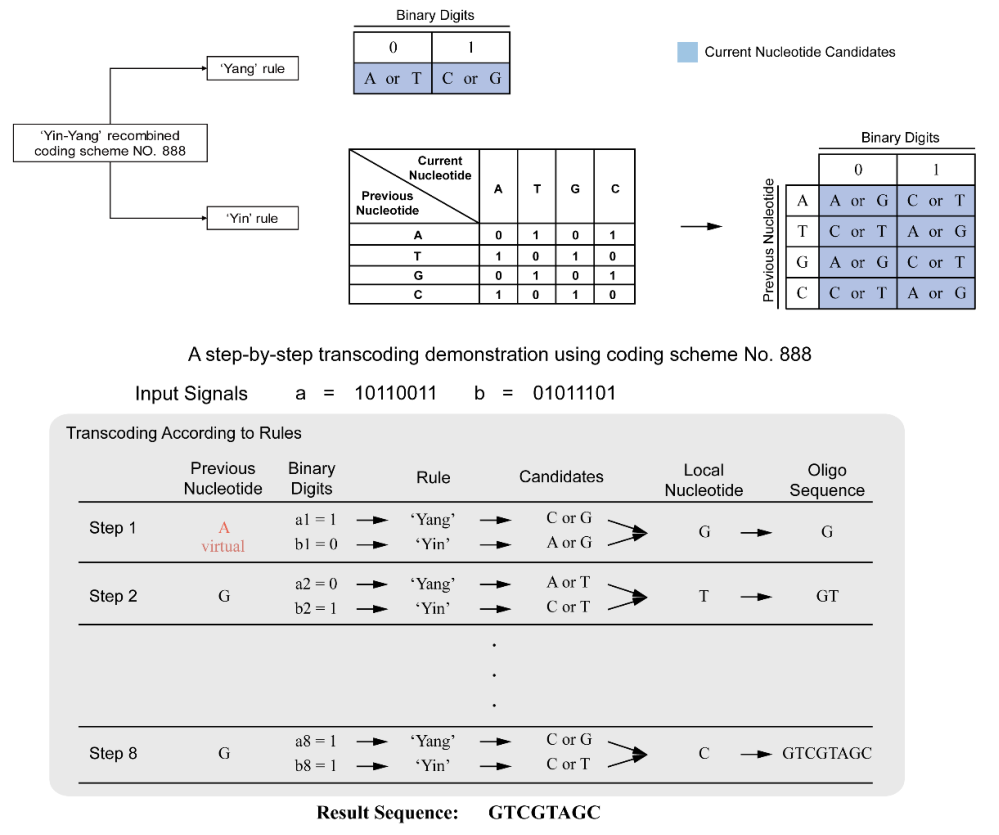 Binary Digits
0 1
A or T C or G
Current Nucleotide Candidates
'Yang' rule
'Yin-Yang' recombined
coding scheme NO. 888
'Yin' rule
Current
Nucleotide
Previous
Nucleotide
A T G C
A 0 1 0 1
T 1 0 1 0
G 0 1 0 1
C 1 0 1 0
Binary Digits
0 1
Previous Nucleotide
A A or G C or T
T C or T A or G
G A or G C or T
C C or T A or G
A step-by-step transcoding demonstration using coding scheme No. 888
Input Signals a = 10110011 b = 01011101
Transcoding According to Rules
Previous
Nucleotide
Binary
Digits
Rule
Candidates
Local
Nucleotide
Oligo
Sequence
Step 1
A
virtual
a1 = 1 'Yang' C or G
b1 = 0 'Yin' A or G
G
G
Step 2
G
a2 = 0 'Yang' A or T
b2 = 1 'Yin' C or T
T
GT
.
.
.
Step 8
G
a8 = 1 'Yang' C or G
b8 = 1 'Yin' C or T
C
GTCGTAGC
Result Sequence: GTCGTAGC